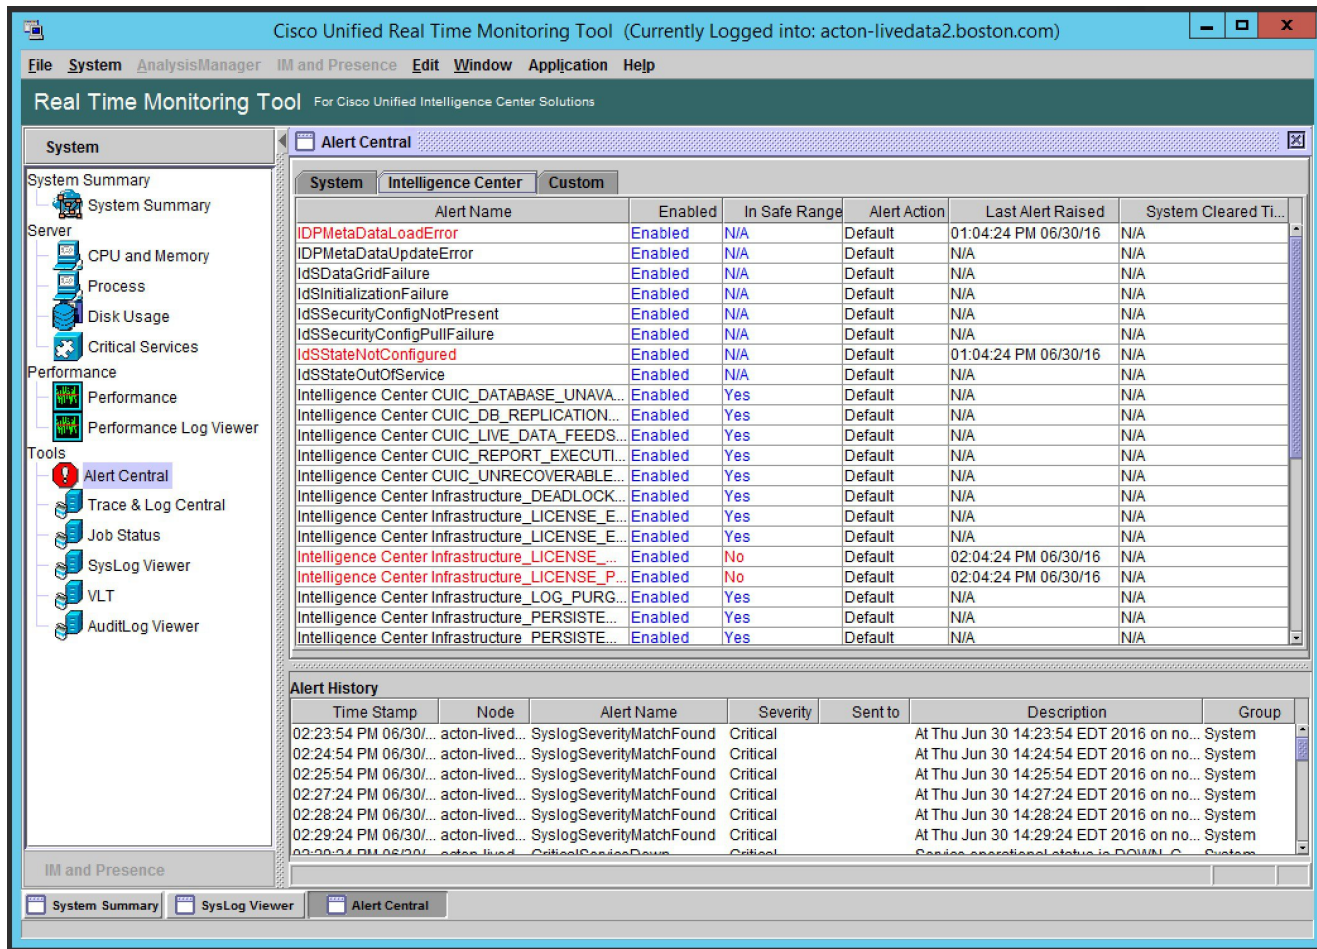 Cisco Unified Real Time Monitoring Tool (Currently Logged into: acton-livedata2.boston.com)
File System AnalysisManager IM and Presence Edit Window Application Help
Real Time Monitoring Tool For Cisco Unified Intelligence Center Solutions
System
System Summary
System Summary
Server
CPU and Memory
Process
Disk Usage
Critical Services
Performance
Performance
Performance Log Viewer
Tools
Alert Central
Trace & Log Central
Job Status
SysLog Viewer
VLT
AuditLog Viewer
IM and Presence
Alert Central
System Intelligence Center Custom
Alert Name Enabled In Safe Range Alert Action Last Alert Raised System Cleared Ti...
IDPMetaDataLoadError Enabled N/A Default 01:04:24 PM 06/30/16 N/A
IDPMetaDataUpdateError Enabled N/A Default N/A N/A
IdSDataGridFailure Enabled N/A Default N/A N/A
IdSInitializationFailure Enabled N/A Default N/A N/A
IdSSecurityConfigNotPresent Enabled N/A Default N/A N/A
IdSSecurityConfigPullFailure Enabled N/A Default N/A N/A
IdSStateNotConfigured Enabled N/A Default 01:04:24 PM 06/30/16 N/A
IdSStateOutOfService Enabled N/A Default N/A N/A
Intelligence Center CUIC_DATABASE_UNAVA... Enabled Yes Default N/A N/A
Intelligence Center CUIC_DB_REPLICATION... Enabled Yes Default N/A N/A
Intelligence Center CUIC_LIVE_DATA_FEEDS... Enabled Yes Default N/A N/A
Intelligence Center CUIC_REPORT_EXECUTI... Enabled Yes Default N/A N/A
Intelligence Center CUIC_UNRECOVERABLE... Enabled Yes Default N/A N/A
Intelligence Center Infrastructure_DEADLOCK... Enabled Yes Default N/A N/A
Intelligence Center Infrastructure_LICENSE_E... Enabled Yes Default N/A N/A
Intelligence Center Infrastructure_LICENSE_E... Enabled Yes Default N/A N/A
Intelligence Center Infrastructure_LICENSE_... Enabled No Default 02:04:24 PM 06/30/16 N/A
Intelligence Center Infrastructure_LICENSE_P... Enabled No Default 02:04:24 PM 06/30/16 N/A
Intelligence Center Infrastructure_LOG_PURG... Enabled Yes Default N/A N/A
Intelligence Center Infrastructure_PERSISTE... Enabled Yes Default N/A N/A
Intelligence Center Infrastructure_PERSISTE... Enabled Yes Default N/A N/A
Alert History
Time Stamp Node Alert Name Severity Sent to Description Group
02:23:54 PM 06/30/... acton-lived... SyslogSeverityMatchFound Critical At Thu Jun 30 14:23:54 EDT 2016 on no... System
02:24:54 PM 06/30/... acton-lived... SyslogSeverityMatchFound Critical At Thu Jun 30 14:24:54 EDT 2016 on no... System
02:25:54 PM 06/30/... acton-lived... SyslogSeverityMatchFound Critical At Thu Jun 30 14:25:54 EDT 2016 on no... System
02:27:24 PM 06/30/... acton-lived... SyslogSeverityMatchFound Critical At Thu Jun 30 14:27:24 EDT 2016 on no... System
02:28:24 PM 06/30/... acton-lived... SyslogSeverityMatchFound Critical At Thu Jun 30 14:28:24 EDT 2016 on no... System
02:29:24 PM 06/30/... acton-lived... SyslogSeverityMatchFound Critical At Thu Jun 30 14:29:24 EDT 2016 on no... System
CriticalServiceDown Critical Service operational status is DOWN. System
System Summary SysLog Viewer Alert Central